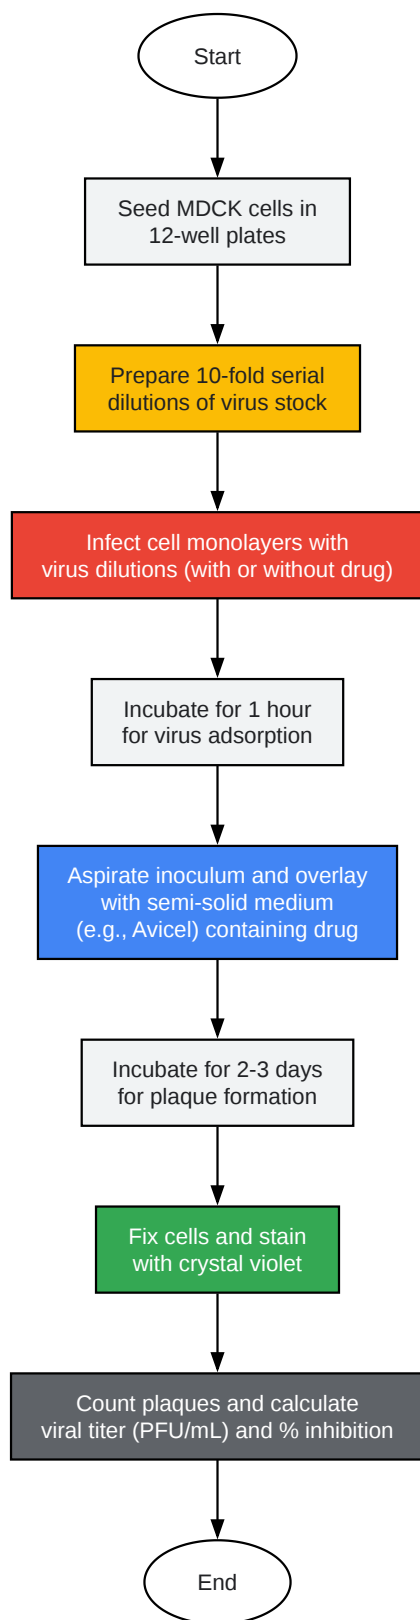 Start
Seed MDCK cells in
12-well plates
Prepare 10-fold serial
dilutions of virus stock
Infect cell monolayers with
virus dilutions (with or without drug)
Incubate for 1 hour
for virus adsorption
Aspirate inoculum and overlay
with semi-solid medium
(e.g., Avicel) containing drug
Incubate for 2-3 days
for plaque formation
Fix cells and stain
with crystal violet
Count plaques and calculate
viral titer (PFU/mL) and % inhibition
End